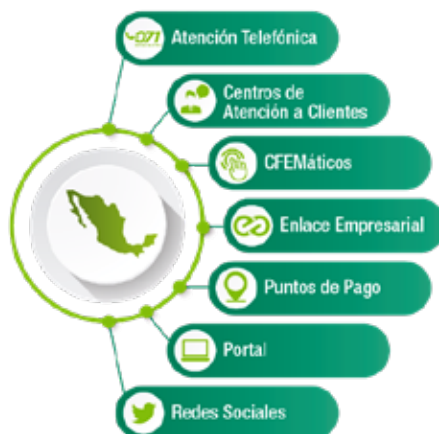 071
Atención Telefónica
Centros de
Atención a Clientes
CFEMáticos
Enlace Empresarial
Puntos de Pago
Portal
Redes Sociales